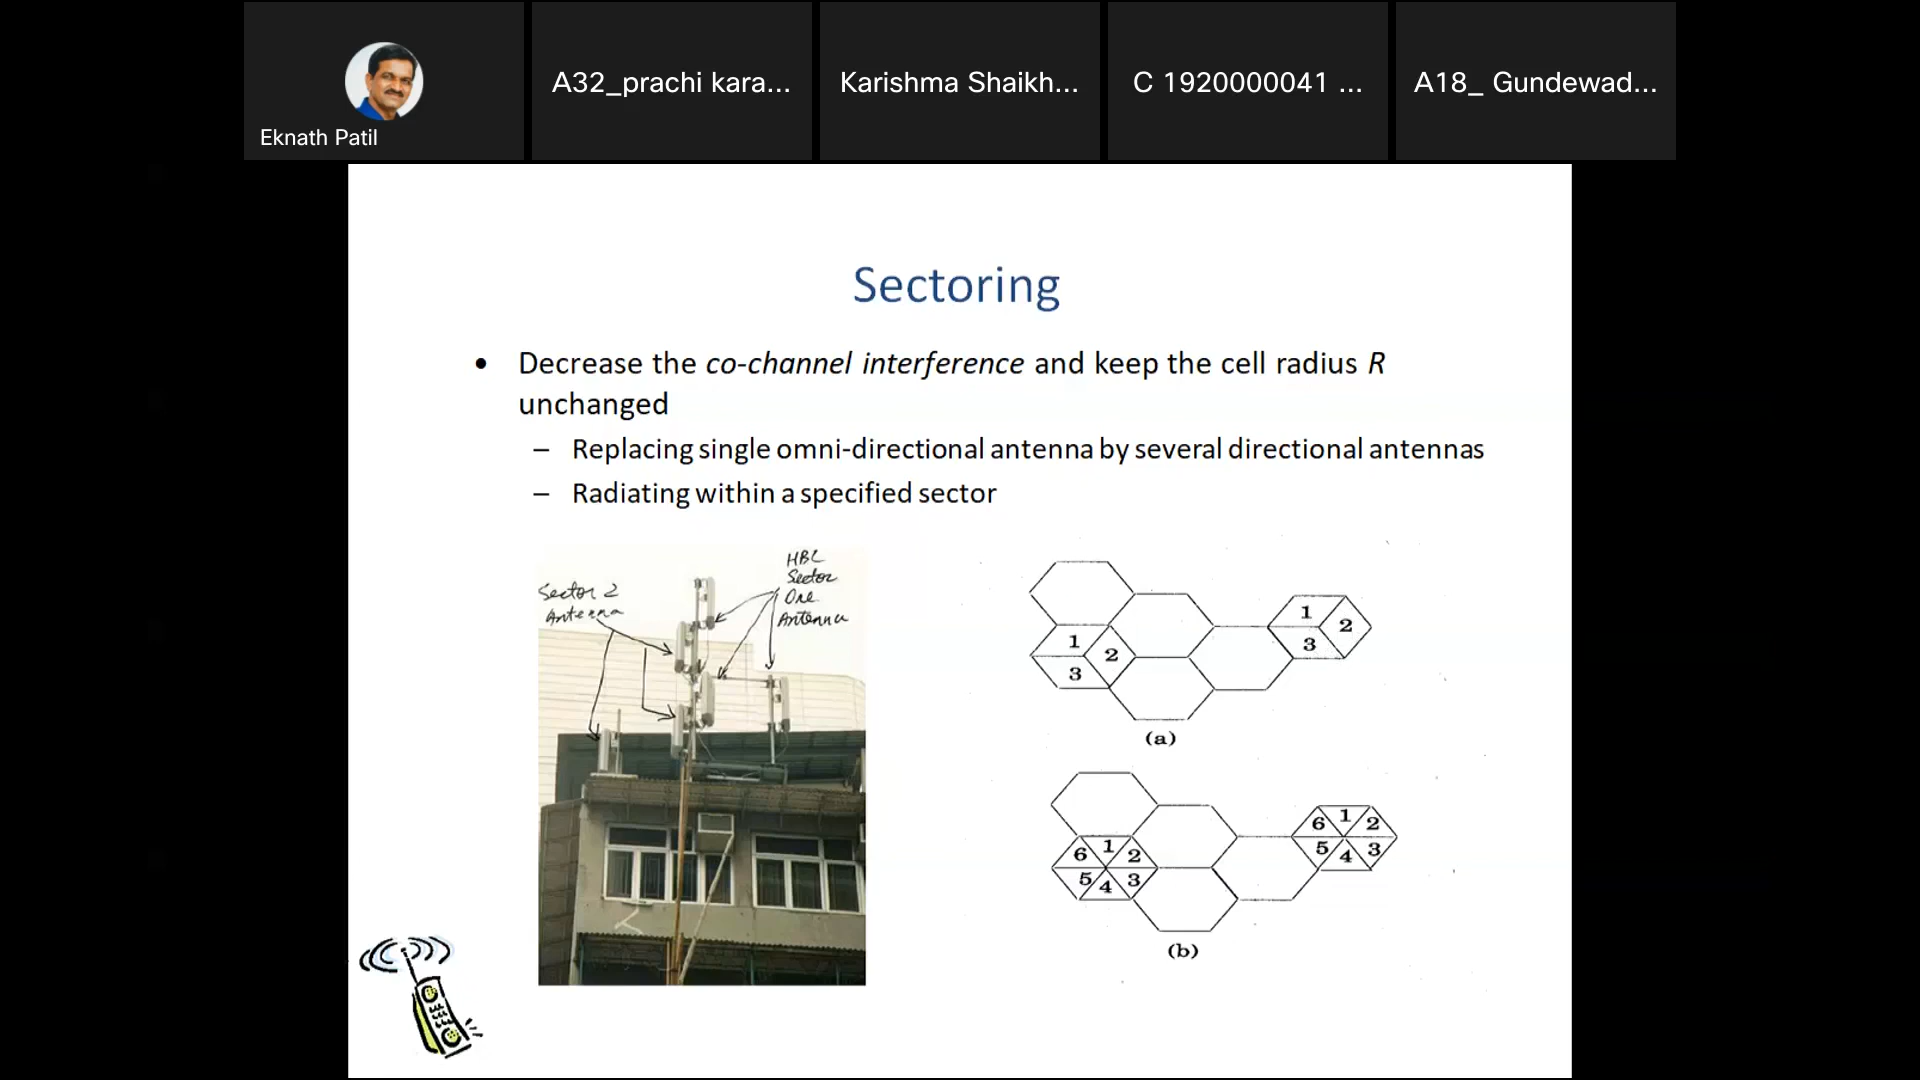 A32_prachi kara...
Karishma Shaikh...
C 1920000041 ...
A18_ Gundewad...
Eknath Patil
Sectoring
• Decrease the co-channel interference and keep the cell radius R
unchanged
– Replacing single omni-directional antenna by several directional antennas
– Radiating within a specified sector
Sector 2
Antenna
HBC
Sector
One
Antenna
1
2
3
1
2
3
(a)
6 1 2
5 4 3
6 1 2
5 4 3
(b)